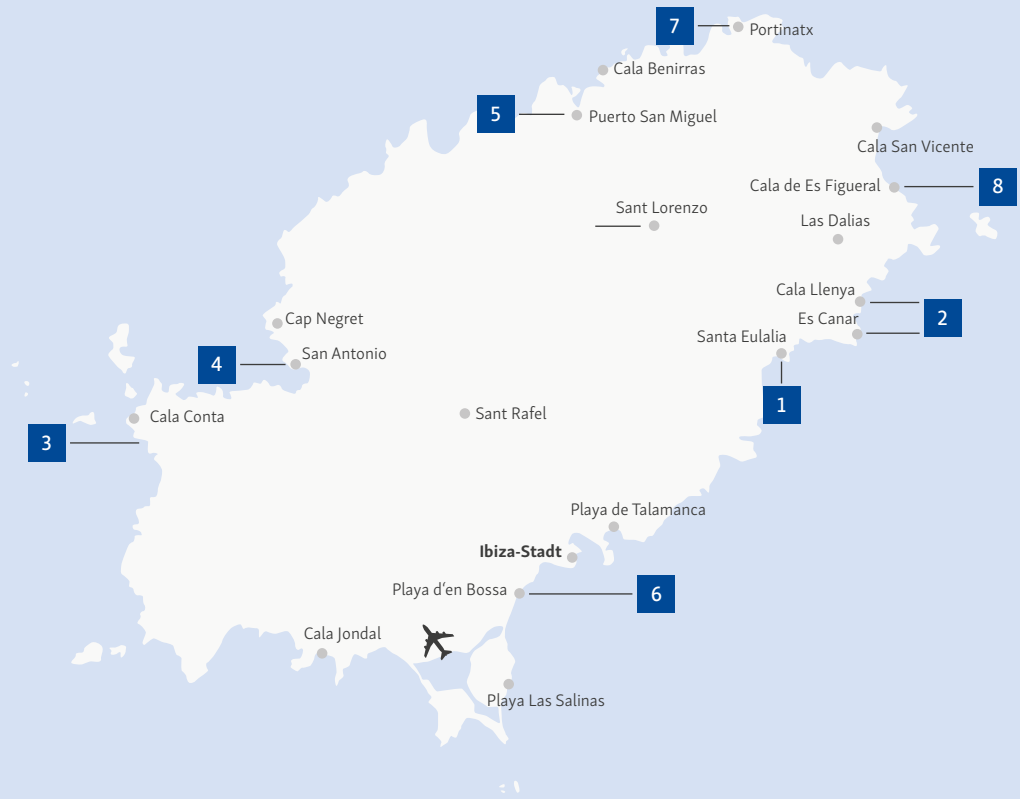 7
Portinatx
Cala Benirras
5
Puerto San Miguel
Cala San Vicente
Cala de Es Figueral
8
Sant Lorenzo
Las Dalias
Cala Llenya
2
Es Canar
Cap Negret
Santa Eulalia
San Antonio
4
1
Cala Conta
Sant Rafel
3
Playa de Talamanca
Ibiza-Stadt
Playa d‘en Bossa
6
Cala Jondal
Playa Las Salinas